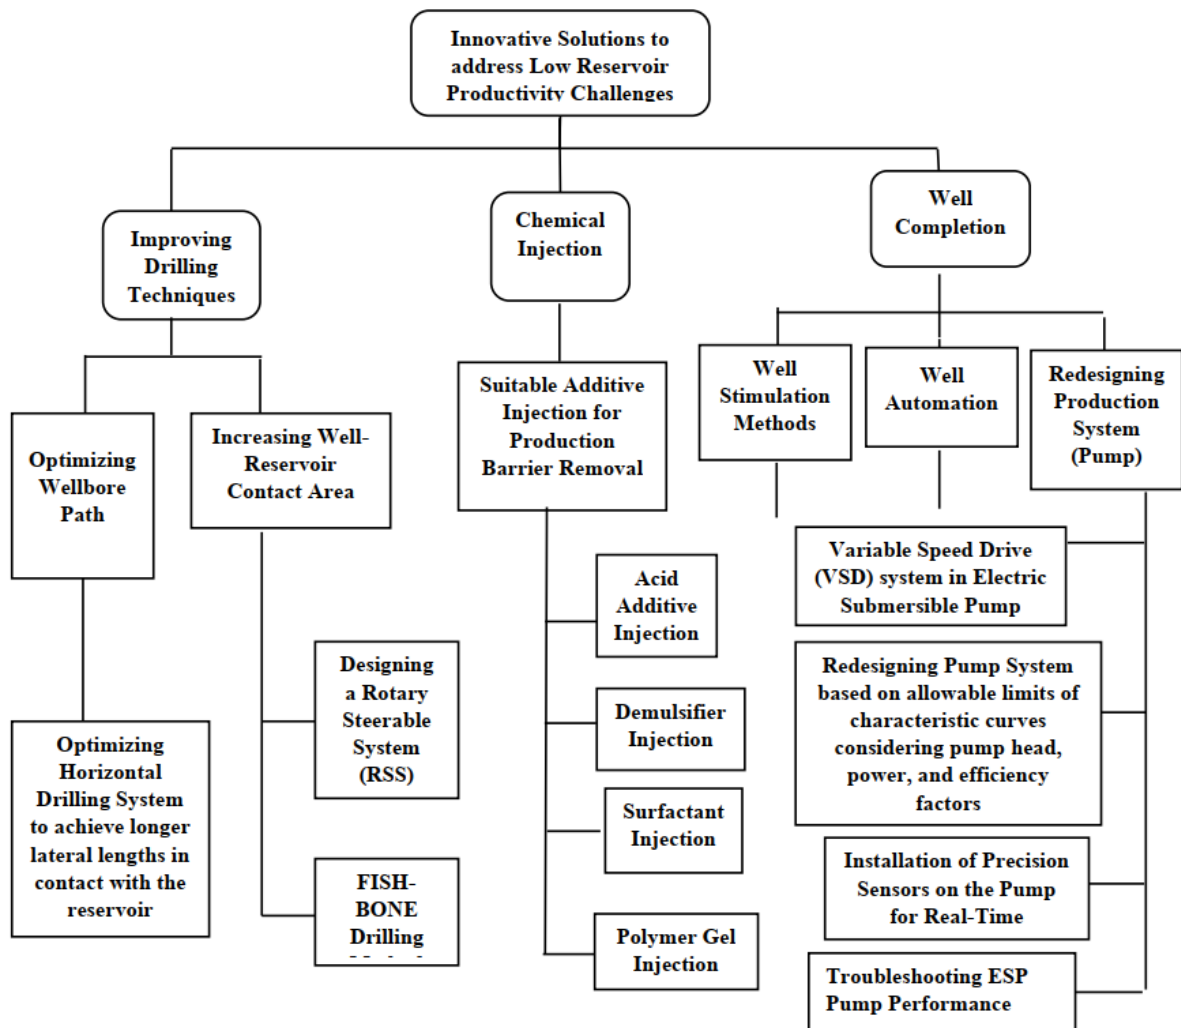 Innovative Solutions to
address Low Reservoir
Productivity Challenges
Improving
Drilling
Techniques
Chemical
Injection
Well
Completion
Optimizing
Wellbore
Path
Increasing Well-
Reservoir
Contact Area
Suitable Additive
Injection for
Production
Barrier Removal
Well
Stimulation
Methods
Well
Automation
Redesigning
Production
System
(Pump)
Optimizing
Horizontal
Drilling System
to achieve longer
lateral lengths in
contact with the
reservoir
Designing
a Rotary
Steerable
System
(RSS)
FISH-
BONE
Drilling
Acid
Additive
Injection
Demulsifier
Injection
Surfactant
Injection
Polymer Gel
Injection
Variable Speed Drive
(VSD) system in Electric
Submersible Pump
Redesigning Pump System
based on allowable limits of
characteristic curves
considering pump head,
power, and efficiency
factors
Installation of Precision
Sensors on the Pump
for Real-Time
Troubleshooting ESP
Pump Performance